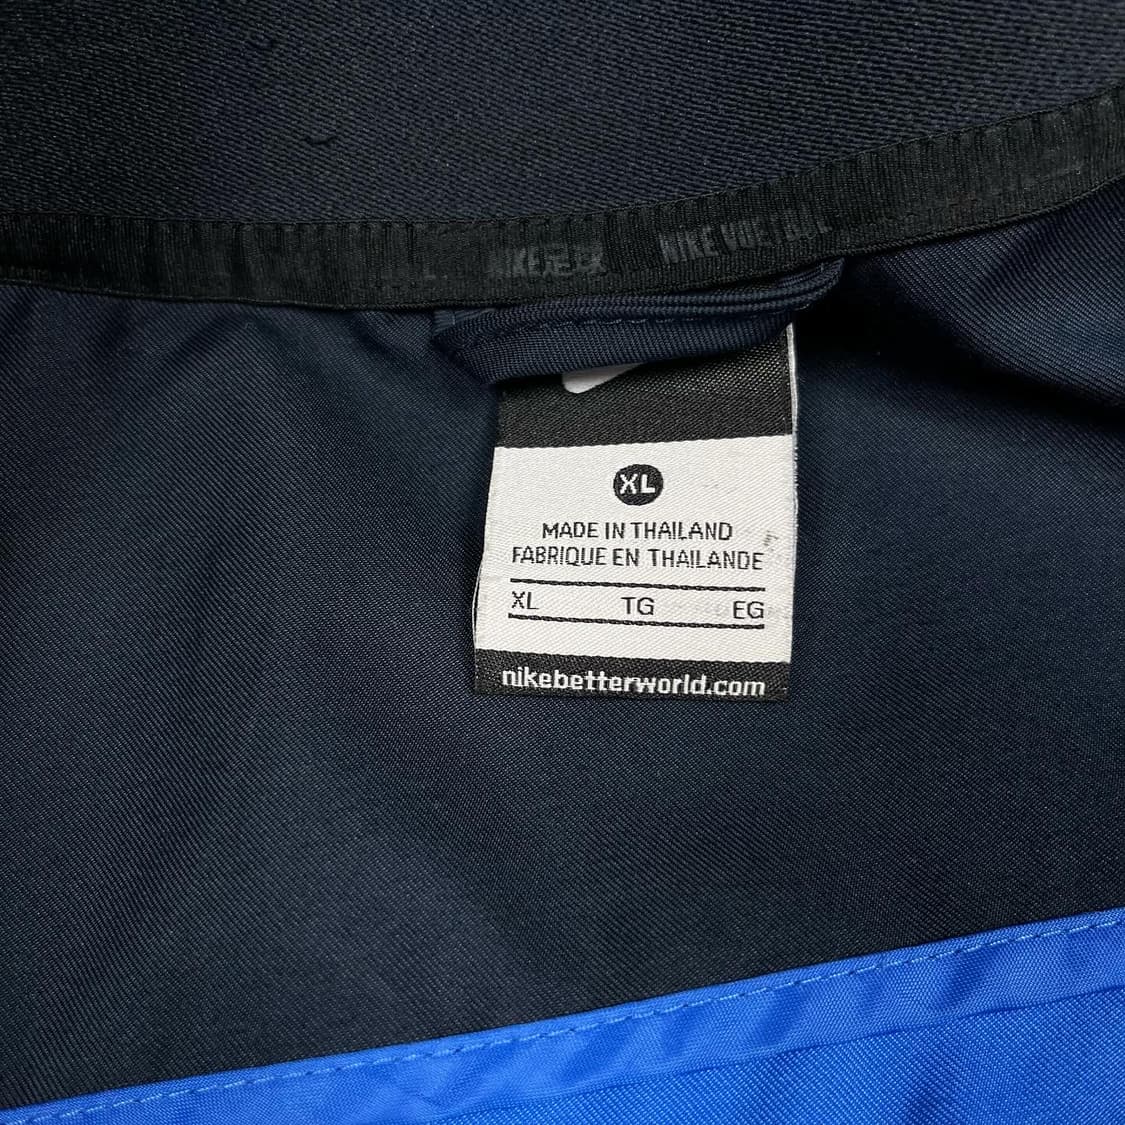 NIKE足球 NIKE VOETBAL
XL
MADE IN THAILAND
FABRIQUE EN THAILANDE
XL TG EG
nikebetterworld.com